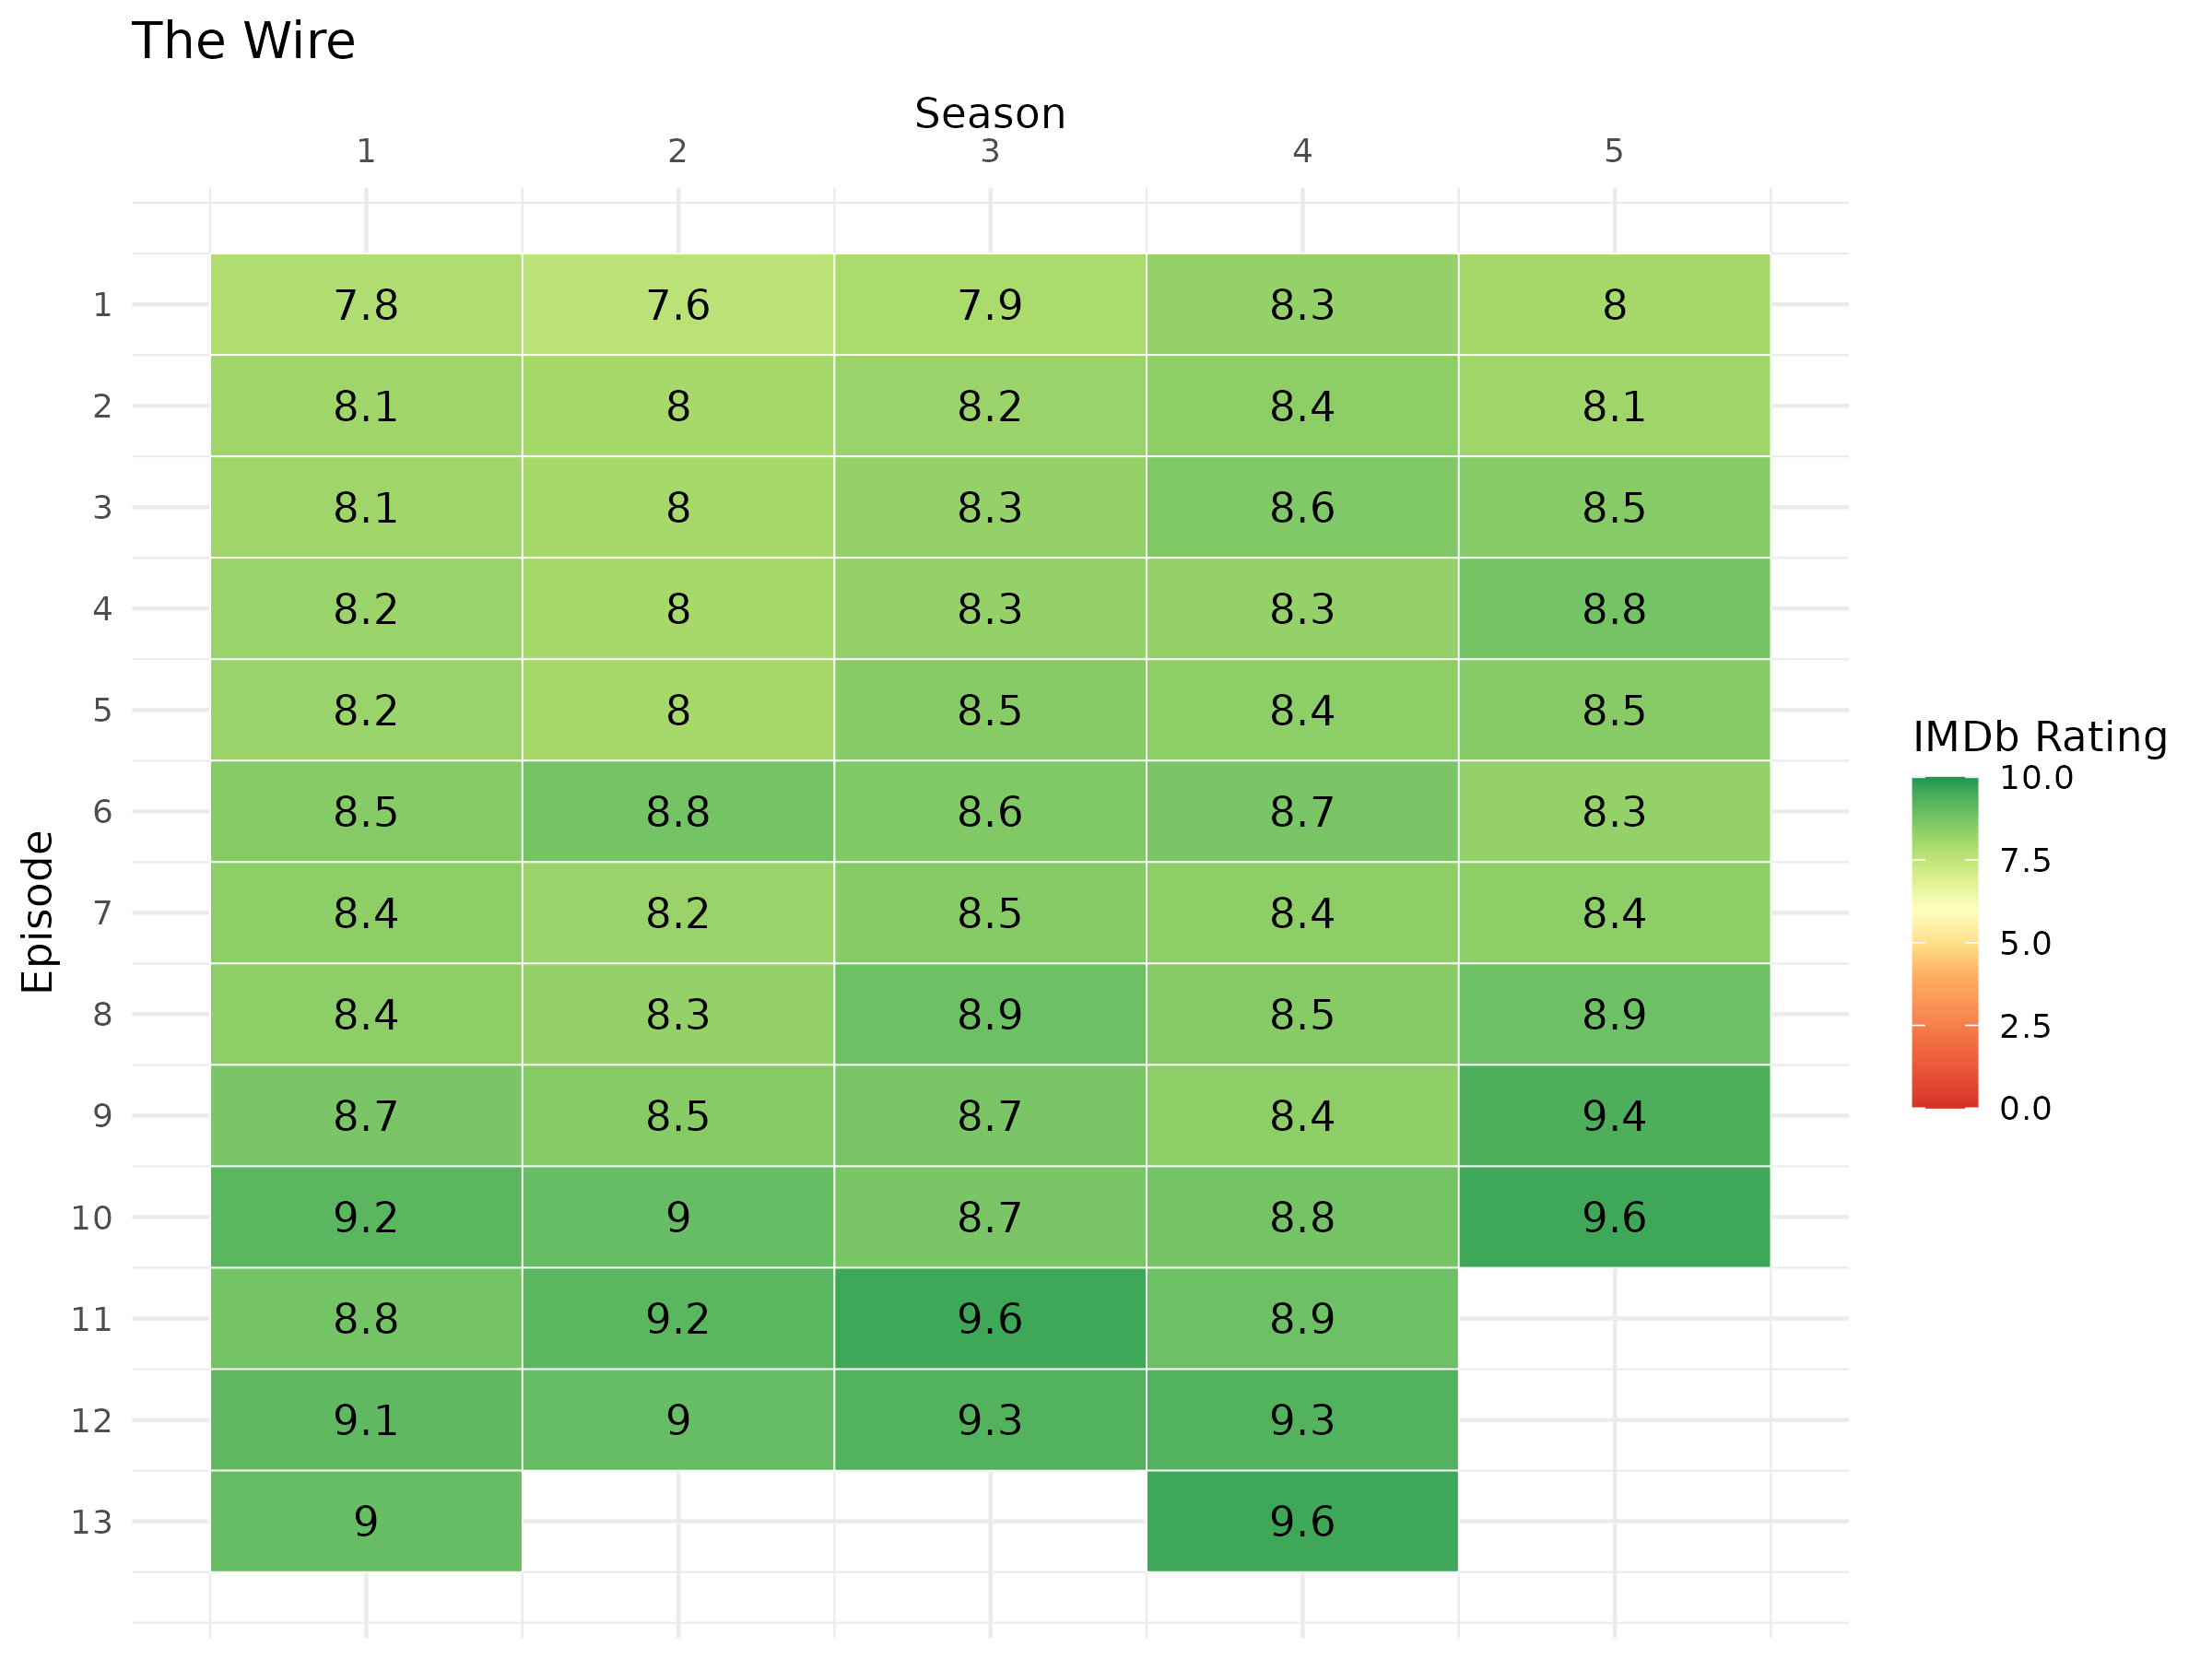 The Wire
Season
1 2 3 4 5
1 7.8 7.6 7.9 8.3 8
2 8.1 8 8.2 8.4 8.1
3 8.1 8 8.3 8.6 8.5
4 8.2 8 8.3 8.3 8.8
5 8.2 8 8.5 8.4 8.5
6 8.5 8.8 8.6 8.7 8.3
7 8.4 8.2 8.5 8.4 8.4
8 8.4 8.3 8.9 8.5 8.9
9 8.7 8.5 8.7 8.4 9.4
10 9.2 9 8.7 8.8 9.6
11 8.8 9.2 9.6 8.9
12 9.1 9 9.3 9.3
13 9 9.6
Episode
IMDb Rating
10.0
7.5
5.0
2.5
0.0